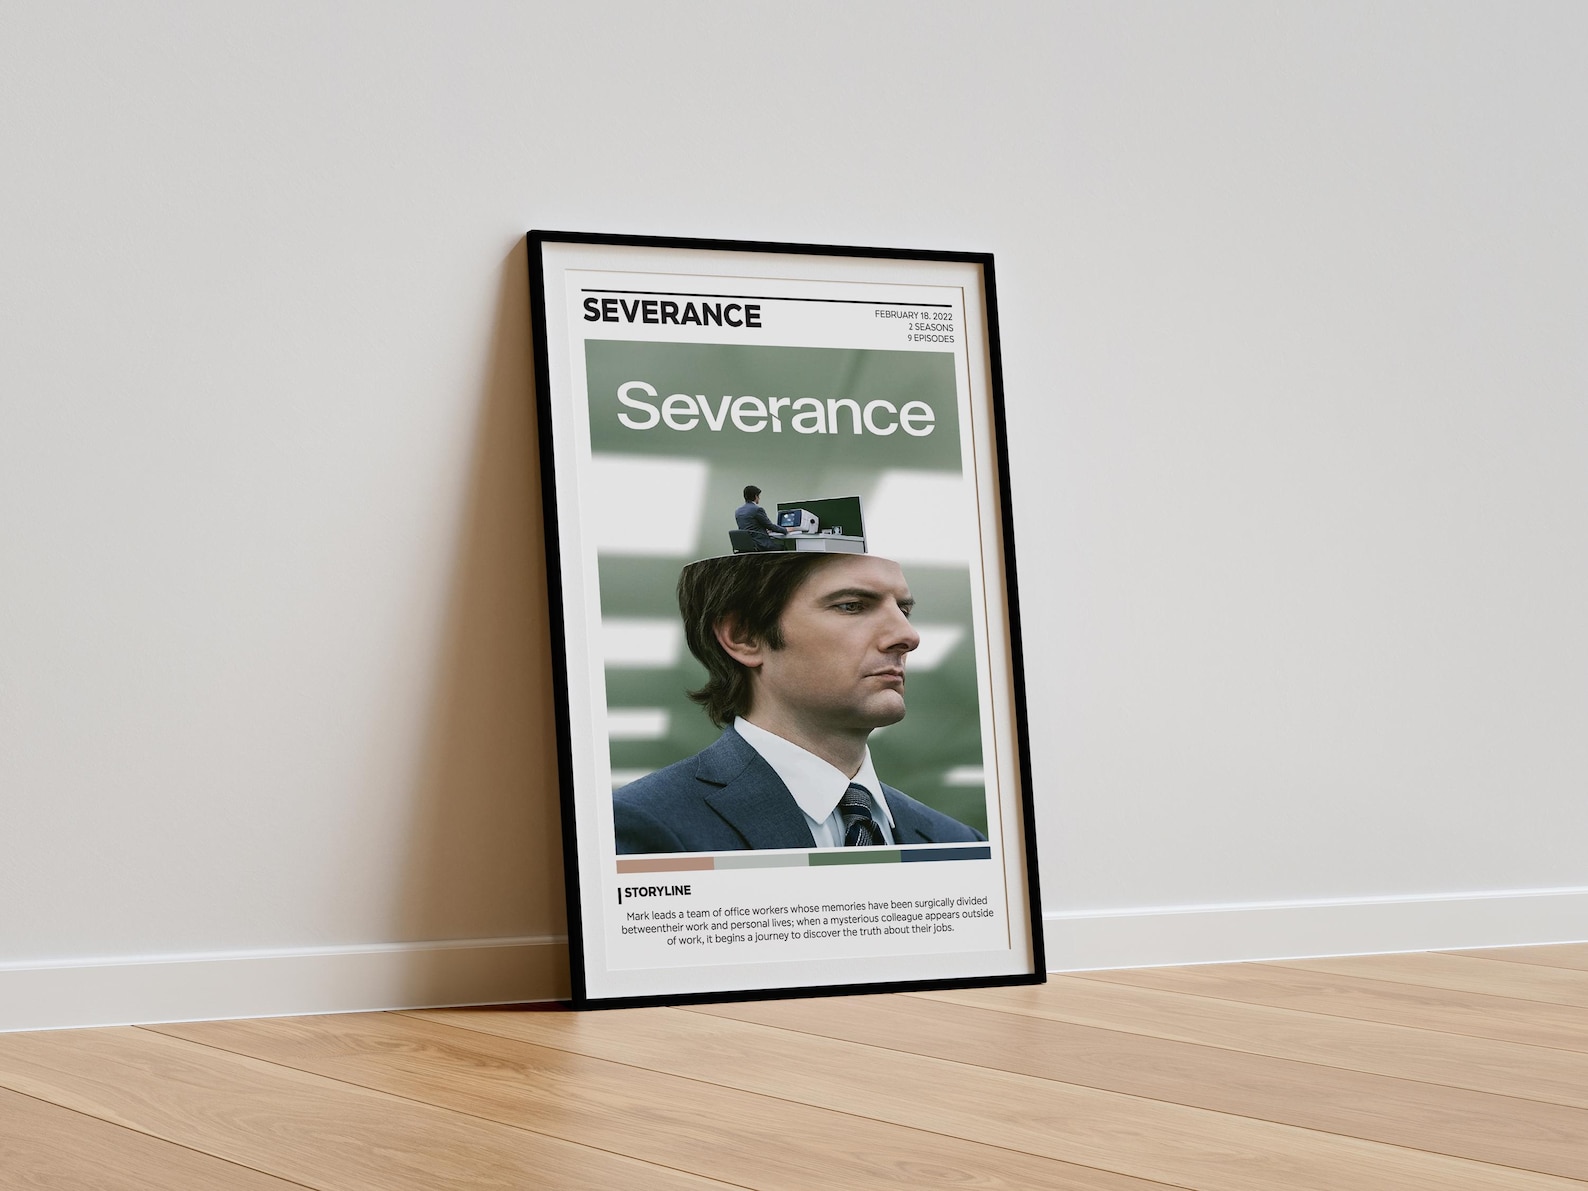 SEVERANCE
FEBRUARY 18. 2022
2 SEASONS
9 EPISODES
Severance
STORYLINE
Mark leads a team of office workers whose memories have been surgically divided
betweentheir work and personal lives; when a mysterious colleague appears outside
of work, it begins a journey to discover the truth about their jobs.